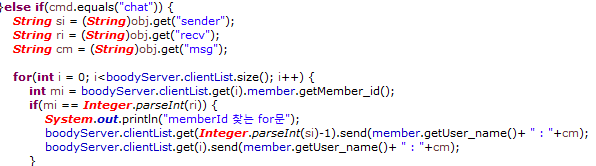 }else if(cmd.equals("chat")) {
String si = (String)obj.get("sender");
String ri = (String)obj.get("recv");
String cm = (String)obj.get("msg");
for(int i = 0; i<boodyServer.clientList.size(); i++) {
int mi = boodyServer.clientList.get(i).member.getMember_id();
if(mi == Integer.parseInt(ri)) {
System.out.println("memberId 찾는 for문");
boodyServer.clientList.get(Integer.parseInt(si)-1).send(member.getUser_name()+ " : "+cm);
boodyServer.clientList.get(i).send(member.getUser_name()+ " : "+cm);
}